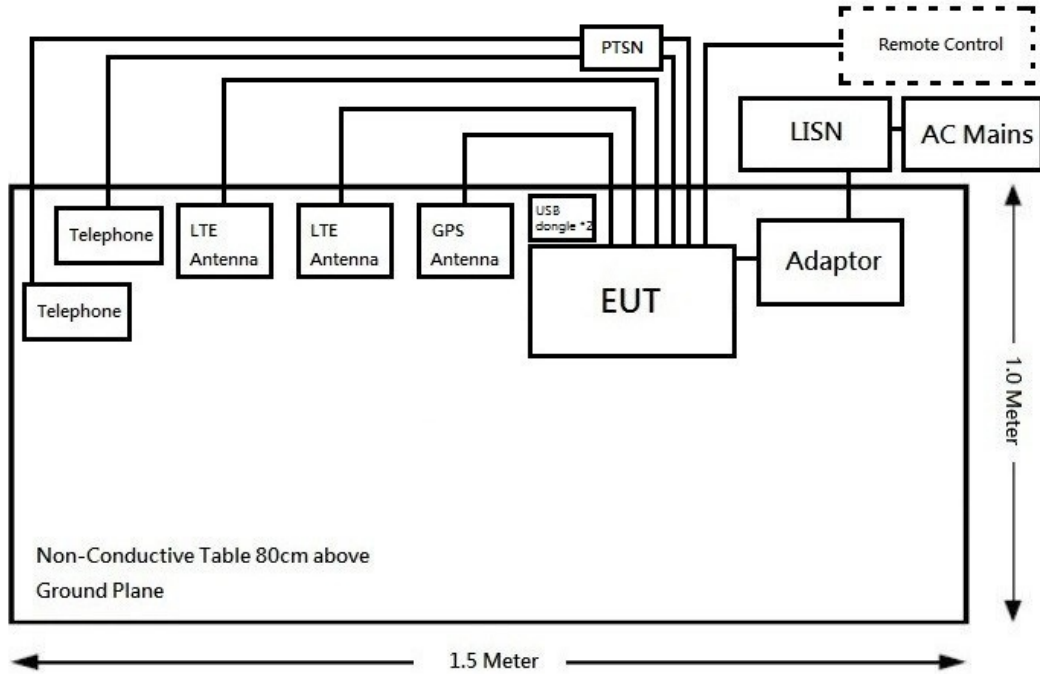 PTSN
Remote Control
LISN
AC Mains
Telephone
LTE
Antenna
LTE
Antenna
GPS
Antenna
USB
dongle *2
EUT
Adaptor
Telephone
1.0 Meter
Non-Conductive Table 80cm above
Ground Plane
1.5 Meter